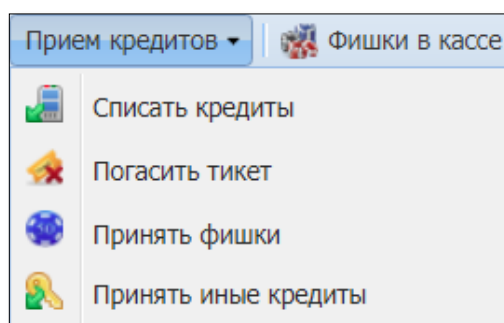 Прием кредитов Фишки в кассе
Списать кредиты
Погасить тикет
Принять фишки
Принять иные кредиты